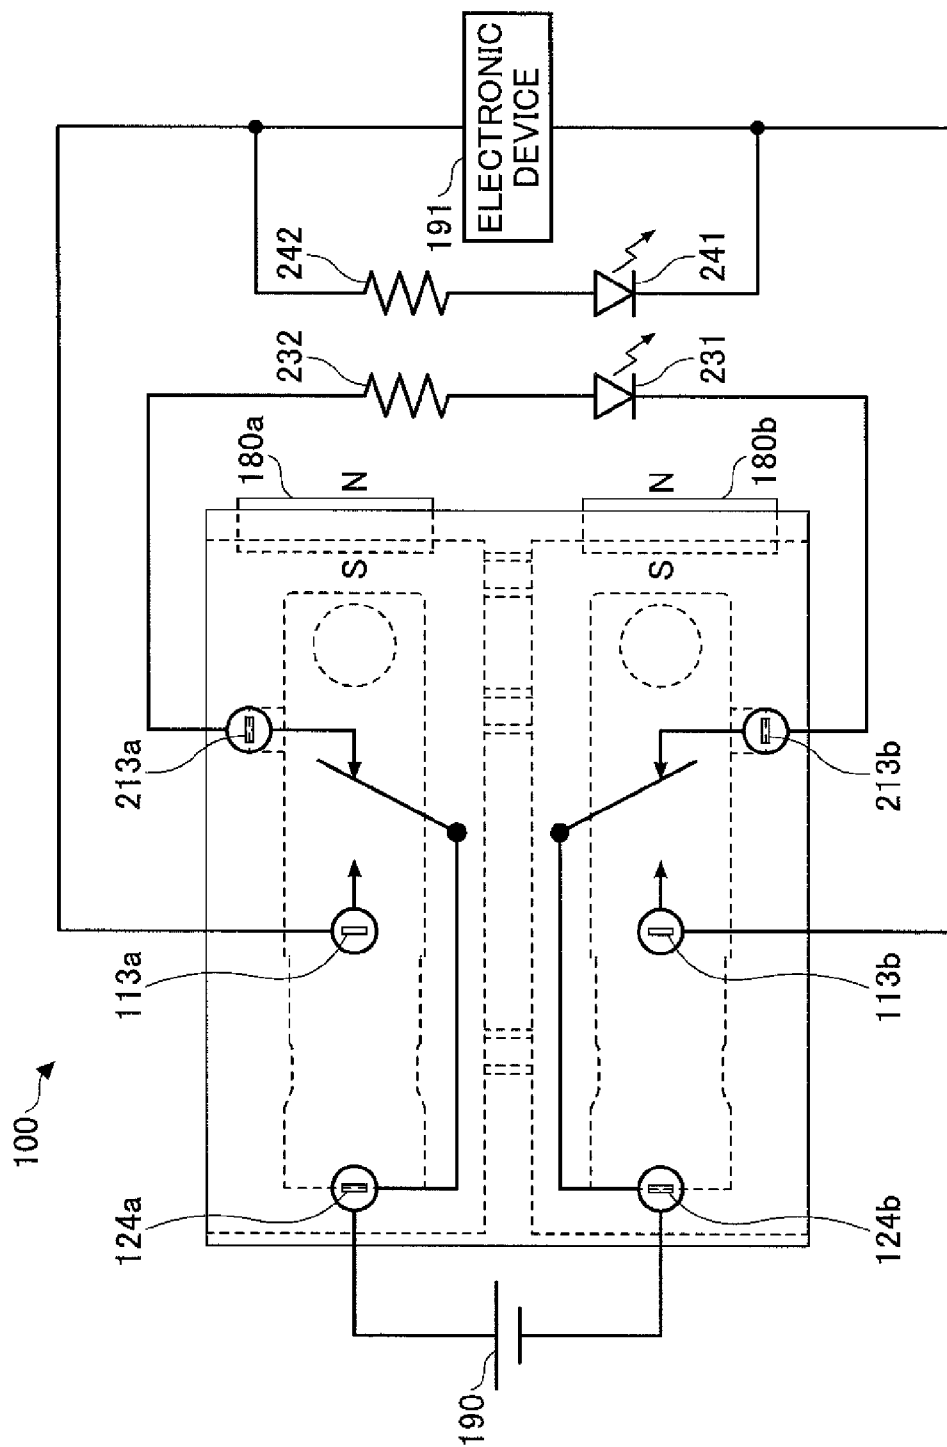 100
190
124a
124b
113a
113b
213a
213b
S
S
N
N
180a
180b
232
231
242
241
191
ELECTRONIC
DEVICE